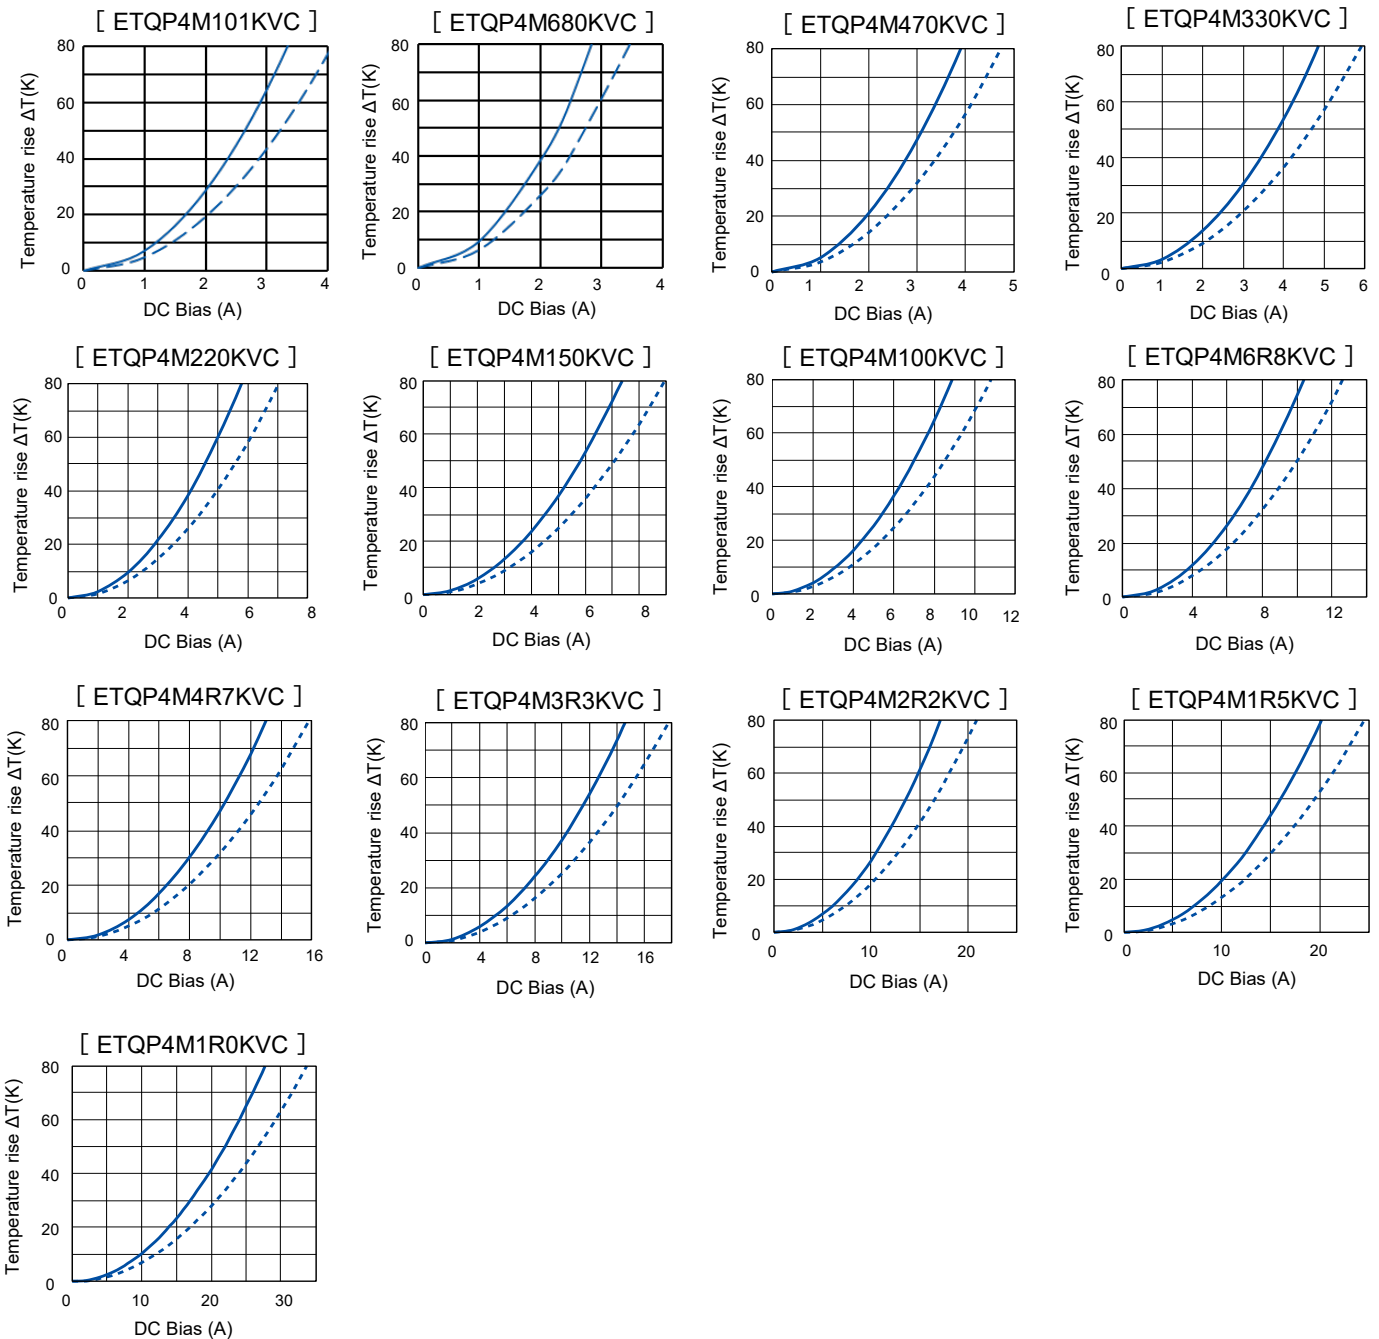 [ ETQP4M101KVC ]
Temperature rise ΔT(K)
80
60
40
20
0
0 1 2 3 4
DC Bias (A)
[ ETQP4M680KVC ]
Temperature rise ΔT(K)
80
60
40
20
0
0 1 2 3 4
DC Bias (A)
[ ETQP4M470KVC ]
Temperature rise ΔT(K)
80
60
40
20
0
0 1 2 3 4 5
DC Bias (A)
[ ETQP4M330KVC ]
Temperature rise ΔT(K)
80
60
40
20
0
0 1 2 3 4 5 6
DC Bias (A)
[ ETQP4M220KVC ]
Temperature rise ΔT(K)
80
60
40
20
0
0 2 4 6 8
DC Bias (A)
[ ETQP4M150KVC ]
Temperature rise ΔT(K)
80
60
40
20
0
0 2 4 6 8
DC Bias (A)
[ ETQP4M100KVC ]
Temperature rise ΔT(K)
80
60
40
20
0
0 2 4 6 8 10 12
DC Bias (A)
[ ETQP4M6R8KVC ]
Temperature rise ΔT(K)
80
60
40
20
0
0 4 8 12
DC Bias (A)
[ ETQP4M4R7KVC ]
Temperature rise ΔT(K)
80
60
40
20
0
0 4 8 12 16
DC Bias (A)
[ ETQP4M3R3KVC ]
Temperature rise ΔT(K)
80
60
40
20
0
0 4 8 12 16
DC Bias (A)
[ ETQP4M2R2KVC ]
Temperature rise ΔT(K)
80
60
40
20
0
0 10 20
DC Bias (A)
[ ETQP4M1R5KVC ]
Temperature rise ΔT(K)
80
60
40
20
0
0 10 20
DC Bias (A)
[ ETQP4M1R0KVC ]
Temperature rise ΔT(K)
80
60
40
20
0
0 10 20 30
DC Bias (A)